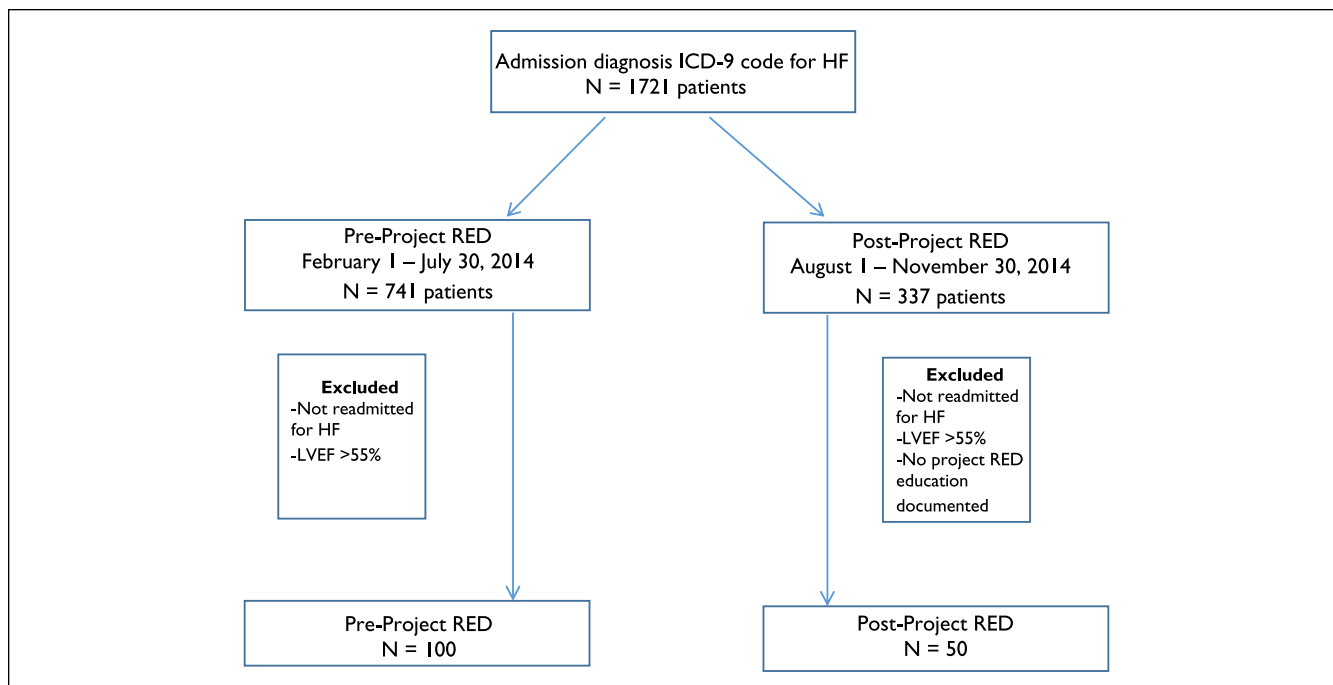 Admission diagnosis ICD-9 code for HF
N = 1721 patients
Pre-Project RED
February 1 – July 30, 2014
N = 741 patients
Post-Project RED
August 1 – November 30, 2014
N = 337 patients
Excluded
-Not readmitted
for HF
-LVEF >55%
Excluded
-Not readmitted
for HF
-LVEF >55%
-No project RED
education
documented
Pre-Project RED
N = 100
Post-Project RED
N = 50